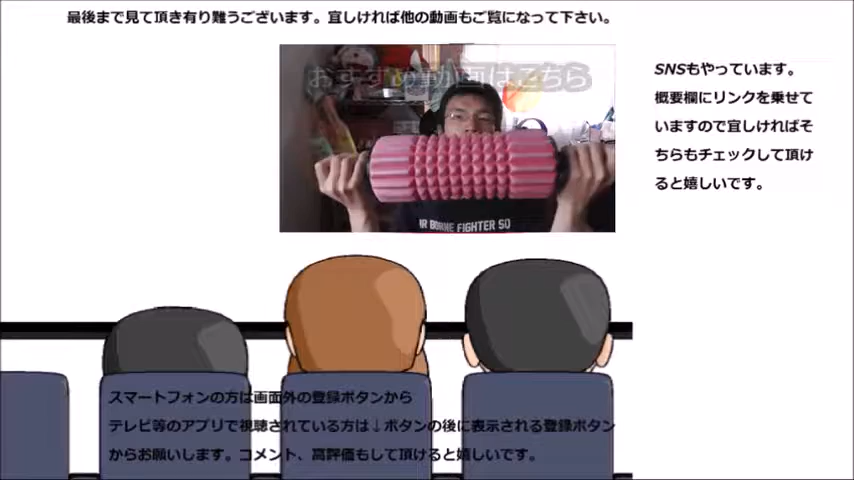 最後まで見て頂き有り難うございます。宜しければ他の動画もご覧になって下さい。
おすすめ動画はこちら
SNSもやっています。
概要欄にリンクを乗せて
いますので宜しければそ
ちらもチェックして頂け
ると嬉しいです。
スマートフォンの方は画面外の登録ボタンから
テレビ等のアプリで視聴されている方は↓ボタンの後に表示される登録ボタン
からお願いします。コメント、高評価もして頂けると嬉しいです。